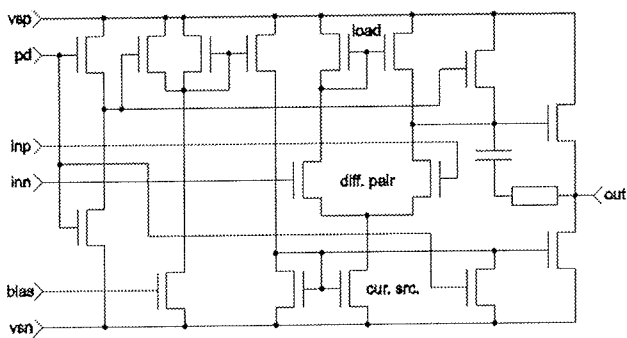 vsp
pd
load
inp
inn
diff. pair
out
bias
cur. src.
vsn